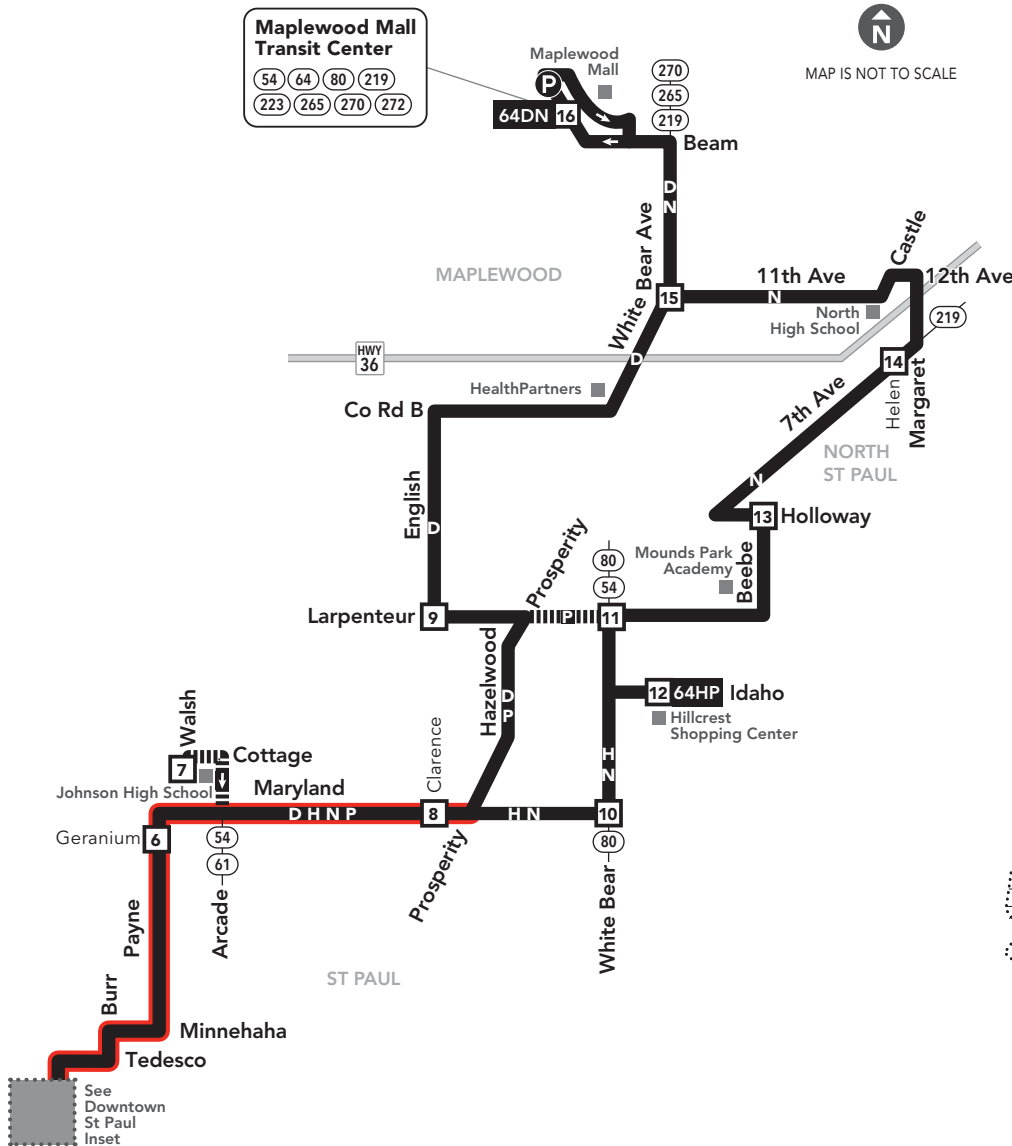 Maplewood Mall
Transit Center
54 64 80 219
223 265 270 272
Maplewood
Mall
P
64DN 16
270
265
219
N
MAP IS NOT TO SCALE
Beam
D
N
White Bear Ave
MAPLEWOOD
15
11th Ave
N
Castle
12th Ave
North
High School
219
HWY
36
D
HealthPartners
14
Helen
Margaret
7th Ave
Co Rd B
NORTH
ST PAUL
N
English
D
13 Holloway
Prosperity
80
54
Mounds Park
Academy
Beebe
Larpenteur 9
P
11
Hazelwood
D
P
12 64HP Idaho
Hillcrest
Shopping Center
H
N
Walsh
7
Cottage
Johnson High School
Maryland
Clarence
D H N P
8
H N
10
Geranium 6
54
61
80
Arcade
Prosperity
White Bear
Payne
ST PAUL
Burr
Minnehaha
Tedesco
See
Downtown
St Paul
Inset